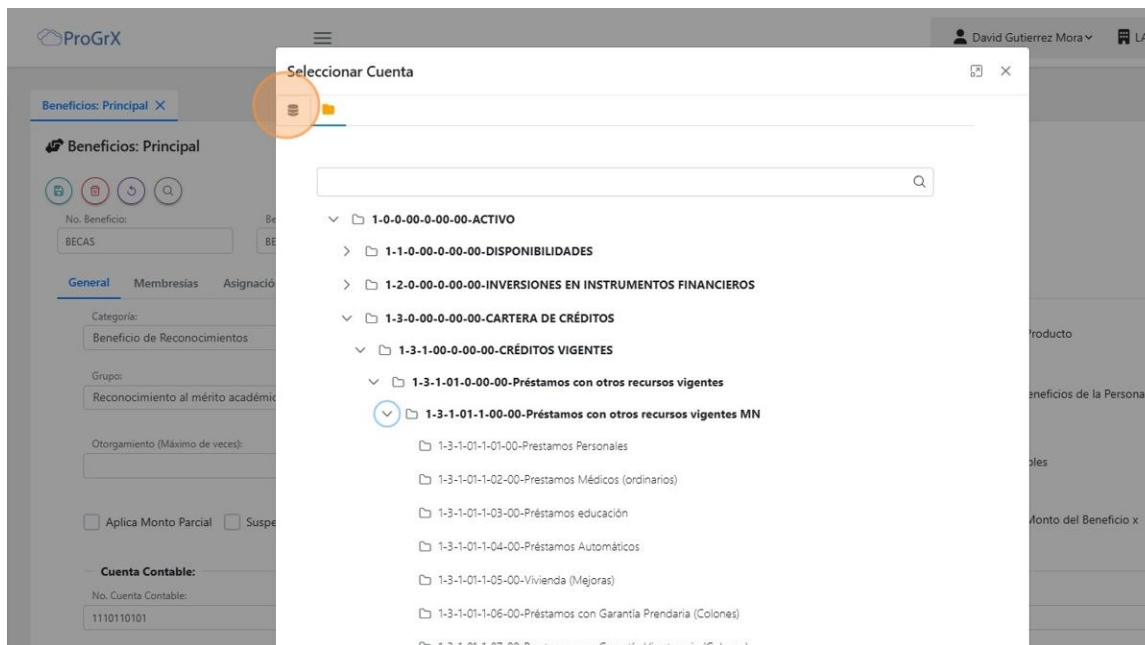 ProGrX
David Gutierrez Mora
Seleccionar Cuenta
Beneficios: Principal
Beneficios: Principal
No. Beneficio:
BECAS
General Membresías
Categoría:
Beneficio de Reconocimientos
Grupo:
Reconocimiento al mérito
Otorgamiento (Máximo de veces):
Aplica Monto Parcial
Cuenta Contable:
No. Cuenta Contable:
1110110101
1-0-0-00-0-00-00-ACTIVO
1-1-0-00-0-00-00-DISPONIBILIDADES
1-2-0-00-0-00-00-INVERSIONES EN INSTRUMENTOS FINANCIEROS
1-3-0-00-0-00-00-CARTERA DE CRÉDITOS
1-3-1-00-0-00-00-CRÉDITOS VIGENTES
1-3-1-01-0-00-00-Préstamos con otros recursos vigentes
1-3-1-01-1-00-00-Préstamos con otros recursos vigentes MN
1-3-1-01-1-01-00-Prestamos Personales
1-3-1-01-1-02-00-Prestamos Médicos (ordinarios)
1-3-1-01-1-03-00-Préstamos educación
1-3-1-01-1-04-00-Préstamos Automáticos
1-3-1-01-1-05-00-Vivienda (Mejoras)
1-3-1-01-1-06-00-Préstamos con Garantía Prendaria (Colones)
Producto
eneficios de la Persona
Monto del Beneficio x